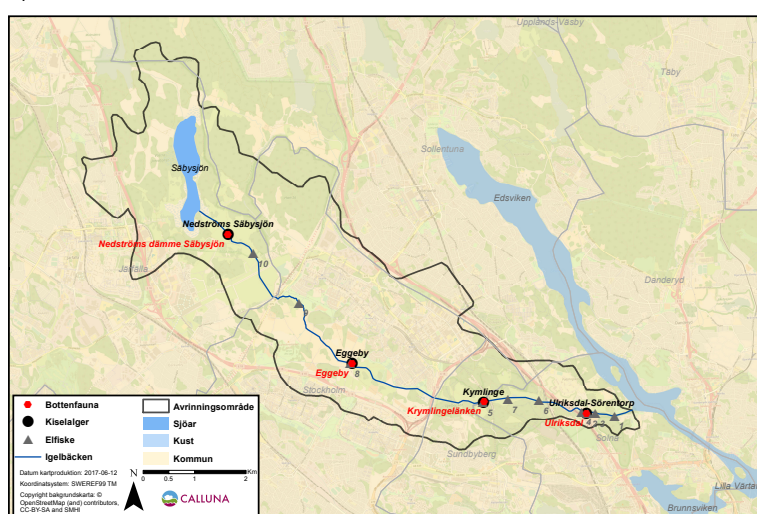 Upplands-Väsby
Täby
Sollentuna
Säbysjön
Edsviken
Nedströms Säbysjön
Nedströms dämme Säbysjön
10
Järfälla
Danderyd
9
Eggeby
Eggeby
8
Stockholm
Kymlinge
Krymlingelänken
5
7
6
Ulriksdal-Sörentorp
Ulriksdal
4
2
1
Solna
Sundbyberg
Lilla Värtan
Brunnsviken
Bottenfauna
Kiselalger
Elfiske
Igelbäcken
Avrinningsområde
Sjöar
Kust
Kommun
Datum kartproduktion: 2017-06-12
Koordinatsystem: SWEREF99 TM
Copyright bakgrundskarta: ©
OpenStreetMap (and) contributors,
CC-BY-SA and SMHI
N
0 0,5 1 2
Km
CALLUNA